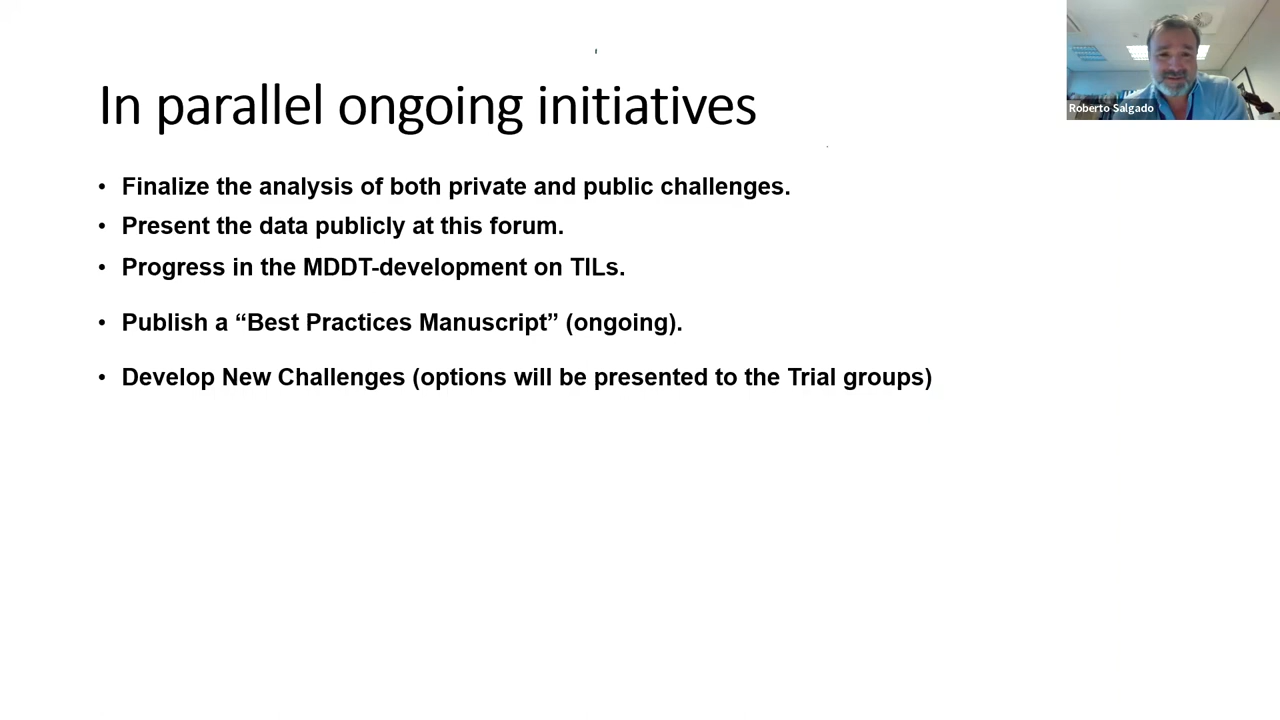 In parallel ongoing initiatives
Roberto Salgado
• Finalize the analysis of both private and public challenges.
• Present the data publicly at this forum.
• Progress in the MDDT-development on TILs.
• Publish a “Best Practices Manuscript” (ongoing).
• Develop New Challenges (options will be presented to the Trial groups)